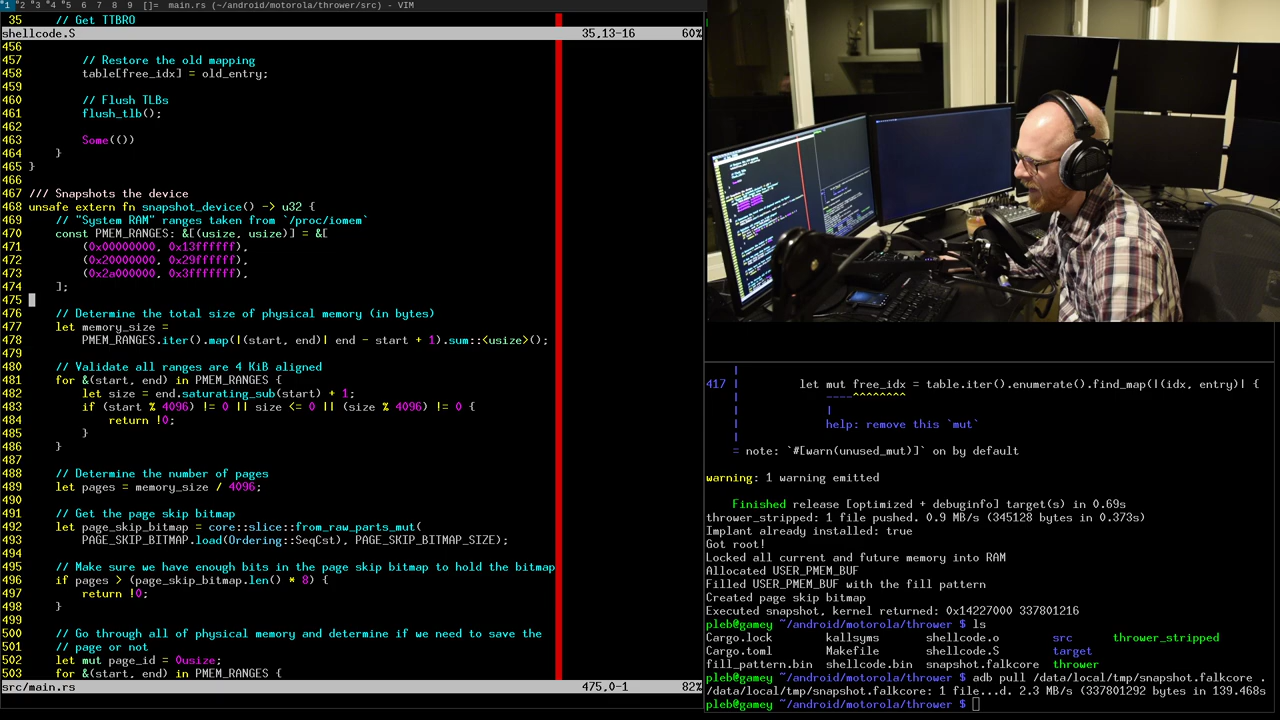 1 2 3 4 5 6 7 8 9 []= main.rs (~/android/motorola/thrower/src) - VIM
35 // Get TTBR0
shellcode.S 35,13-16 60%
456
457 // Restore the old mapping
458 table[free_idx] = old_entry;
459
460 // Flush TLBs
461 flush_tlb();
462
463 Some(())
464 }
465 }
466
467 /// Snapshots the device
468 unsafe extern fn snapshot_device() -> u32 {
469 // "System RAM" ranges taken from `/proc/iomem`
470 const PMEM_RANGES: &[(usize, usize)] = &[
471 (0x00000000, 0x13ffffff),
472 (0x20000000, 0x29ffffff),
473 (0x2a000000, 0x3fffffff),
474 ];
475
476 // Determine the total size of physical memory (in bytes)
477 let memory_size =
478 PMEM_RANGES.iter().map(|(start, end)| end - start + 1).sum::<usize>();
479
480 // Validate all ranges are 4 KiB aligned
481 for &(start, end) in PMEM_RANGES {
482 let size = end.saturating_sub(start) + 1;
483 if (start % 4096) != 0 || size <= 0 || (size % 4096) != 0 {
484 return !0;
485 }
486 }
487
488 // Determine the number of pages
489 let pages = memory_size / 4096;
490
491 // Get the page skip bitmap
492 let page_skip_bitmap = core::slice::from_raw_parts_mut(
493 PAGE_SKIP_BITMAP.load(Ordering::SeqCst), PAGE_SKIP_BITMAP_SIZE);
494
495 // Make sure we have enough bits in the page skip bitmap to hold the bitmap
496 if pages > (page_skip_bitmap.len() * 8) {
497 return !0;
498 }
499
500 // Go through all of physical memory and determine if we need to save the
501 // page or not
502 let mut page_id = 0usize;
503 for &(start, end) in PMEM_RANGES {
src/main.rs 475,0-1 82%
|
417 | let mut free_idx = table.iter().enumerate().find_map(|(idx, entry)| {
| ----^^^^^^^^
| |
| help: remove this `mut`
|
= note: `#[warn(unused_mut)]` on by default
warning: 1 warning emitted
Finished release [optimized + debuginfo] target(s) in 0.69s
thrower_stripped: 1 file pushed. 0.9 MB/s (345128 bytes in 0.373s)
Implant already installed: true
Got root!
Locked all current and future memory into RAM
Allocated USER_PMEM_BUF
Filled USER_PMEM_BUF with the fill pattern
Created page skip bitmap
Executed snapshot, kernel returned: 0x14227000 337801216
pleb@gamey ~/android/motorola/thrower $ ls
Cargo.lock kallsyms shellcode.o src thrower_stripped
Cargo.toml Makefile shellcode.S target
fill_pattern.bin shellcode.bin snapshot.falkcore thrower
pleb@gamey ~/android/motorola/thrower $ adb pull /data/local/tmp/snapshot.falkcore .
/data/local/tmp/snapshot.falkcore: 1 file...d. 2.3 MB/s (337801292 bytes in 139.468s
pleb@gamey ~/android/motorola/thrower $